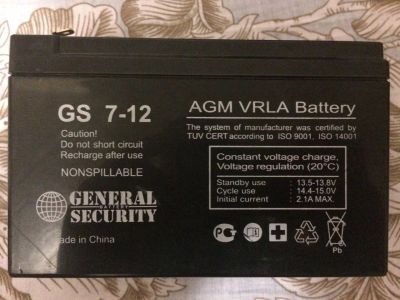 GS 7-12
Caution!
Do not short circuit
Recharge after use
NONSPILLABLE
GENERAL
BATTERY
SECURITY
ade in China
AGM VRLA Battery
The system of manufacturer was certified by
TUV CERT according to ISO 9001, ISO 14001
Constant voltage charge,
Voltage regulation (20°C)
Standby use : 13.5-13.8V
Cycle use : 14.4-15.0V
Initial current : 2.1A MAX.
Pb